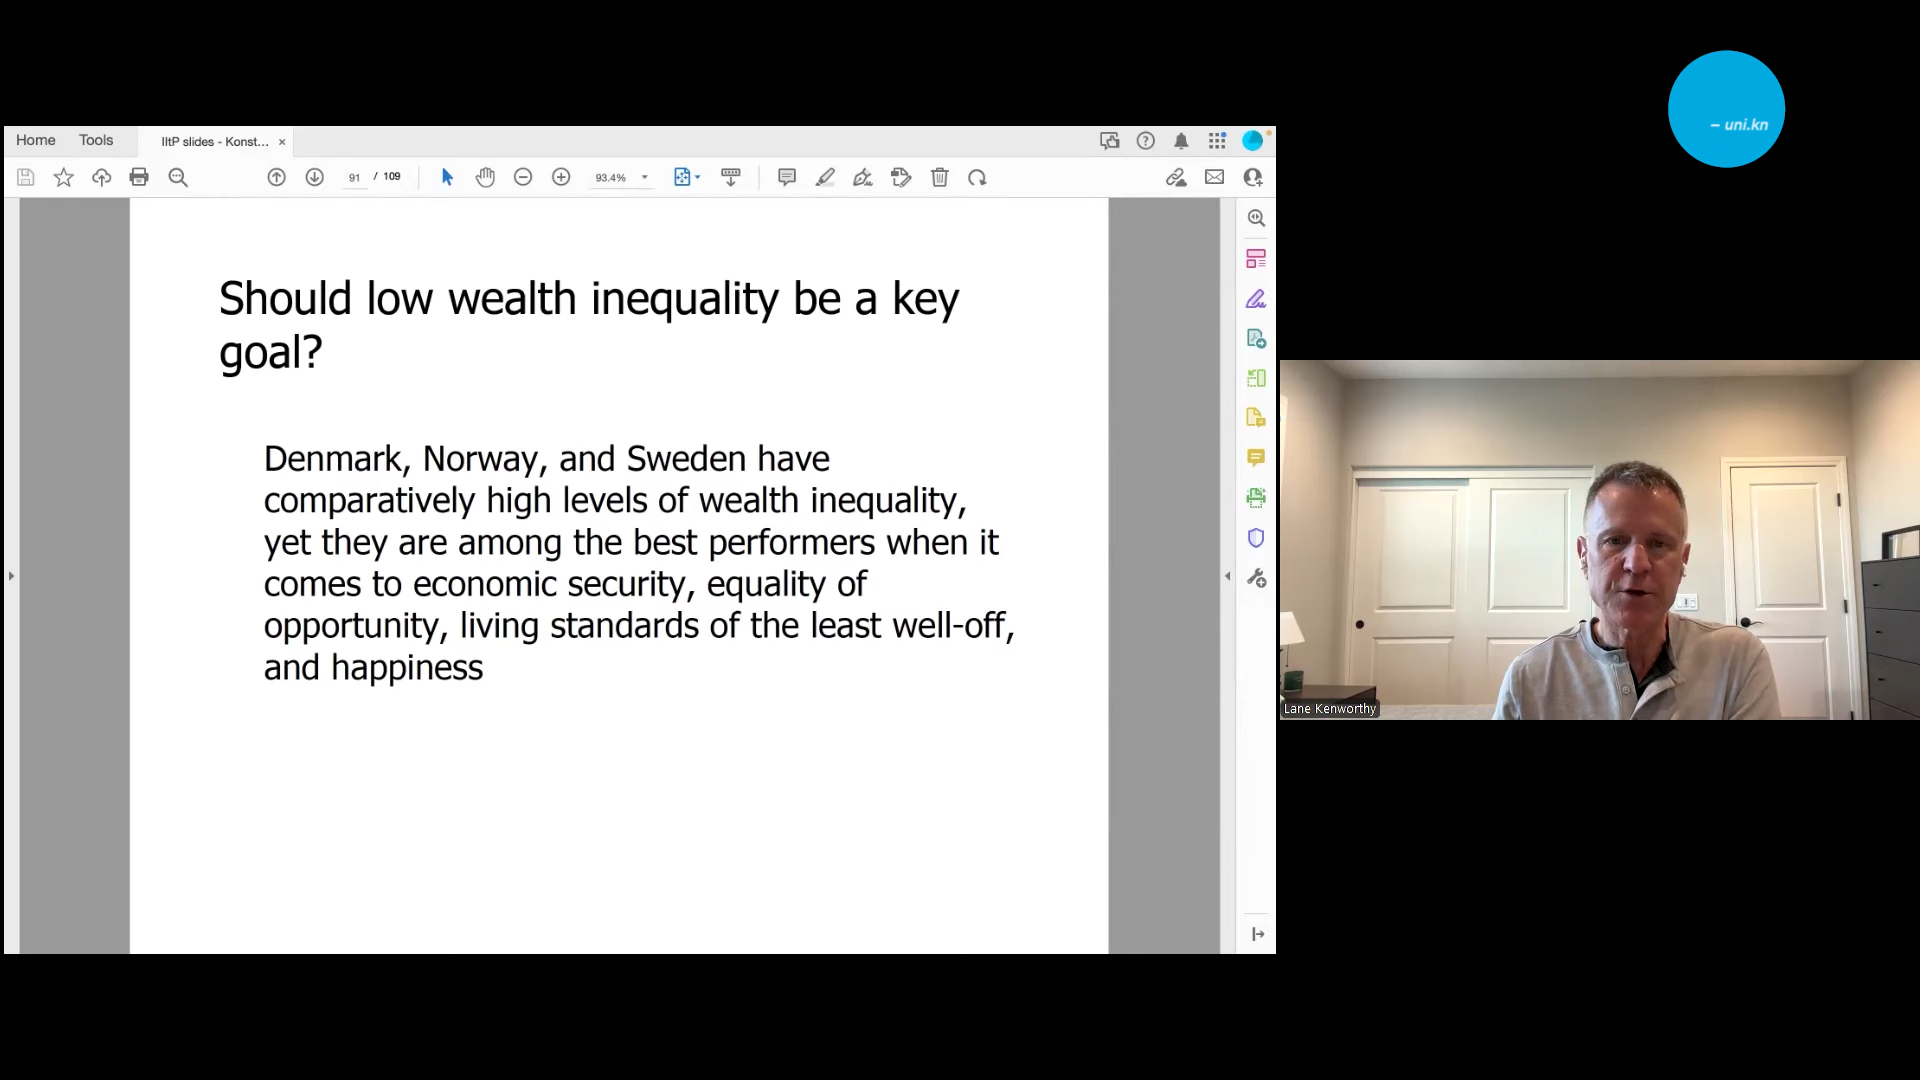 – uni.kn
Home Tools IItP slides - Konst... ×
91 / 109 93.4%
Should low wealth inequality be a key
goal?
Denmark, Norway, and Sweden have
comparatively high levels of wealth inequality,
yet they are among the best performers when it
comes to economic security, equality of
opportunity, living standards of the least well-off,
and happiness
Lane Kenworthy